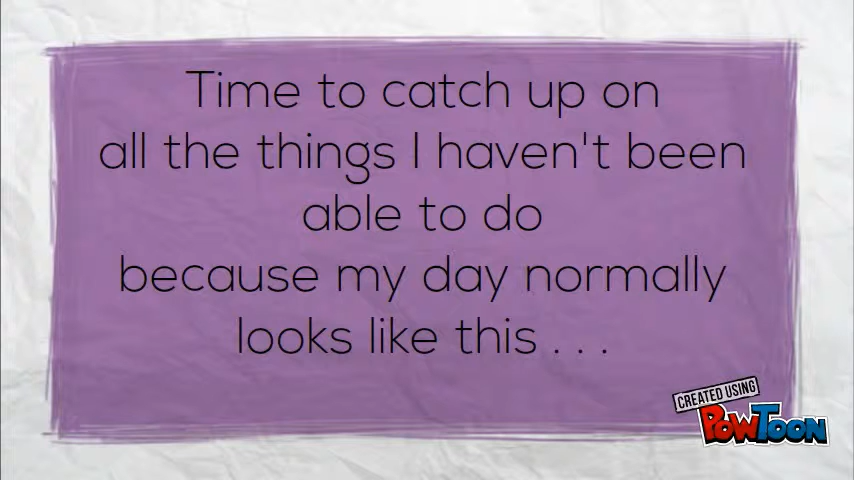 Time to catch up on
all the things I haven't been
able to do
because my day normally
looks like this . . .
CREATED USING
POWTOON